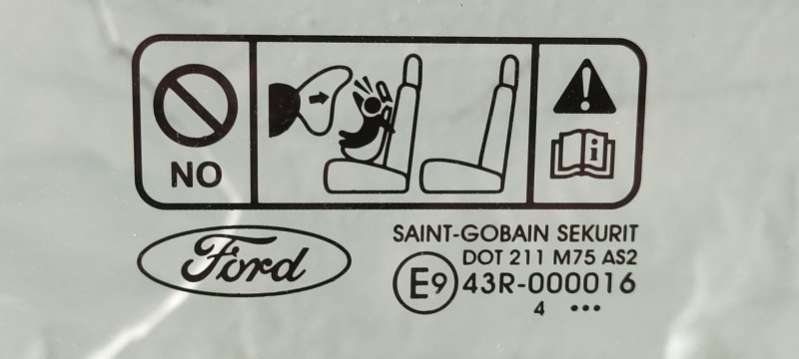 NO
Ford
SAINT-GOBAIN SEKURIT
DOT 211 M75 AS2
E9 43R-000016
4 •••